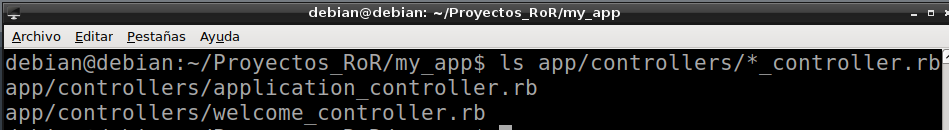 debian@debian: ~/Proyectos_RoR/my_app
Archivo Editar Pestañas Ayuda
debian@debian:~/Proyectos_RoR/my_app$ ls app/controllers/*_controller.rb
app/controllers/application_controller.rb
app/controllers/welcome_controller.rb